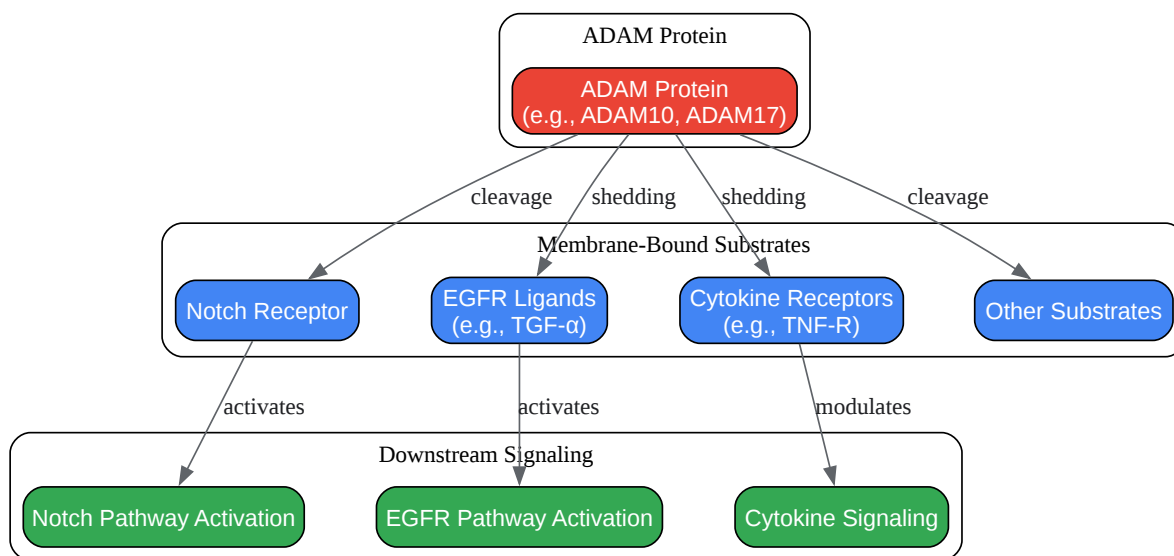 ADAM Protein
ADAM Protein
(e.g., ADAM10, ADAM17)
cleavage
shedding
shedding
cleavage
Membrane-Bound Substrates
Notch Receptor
EGFR Ligands
(e.g., TGF-α)
Cytokine Receptors
(e.g., TNF-R)
Other Substrates
activates
activates
modulates
Downstream Signaling
Notch Pathway Activation
EGFR Pathway Activation
Cytokine Signaling